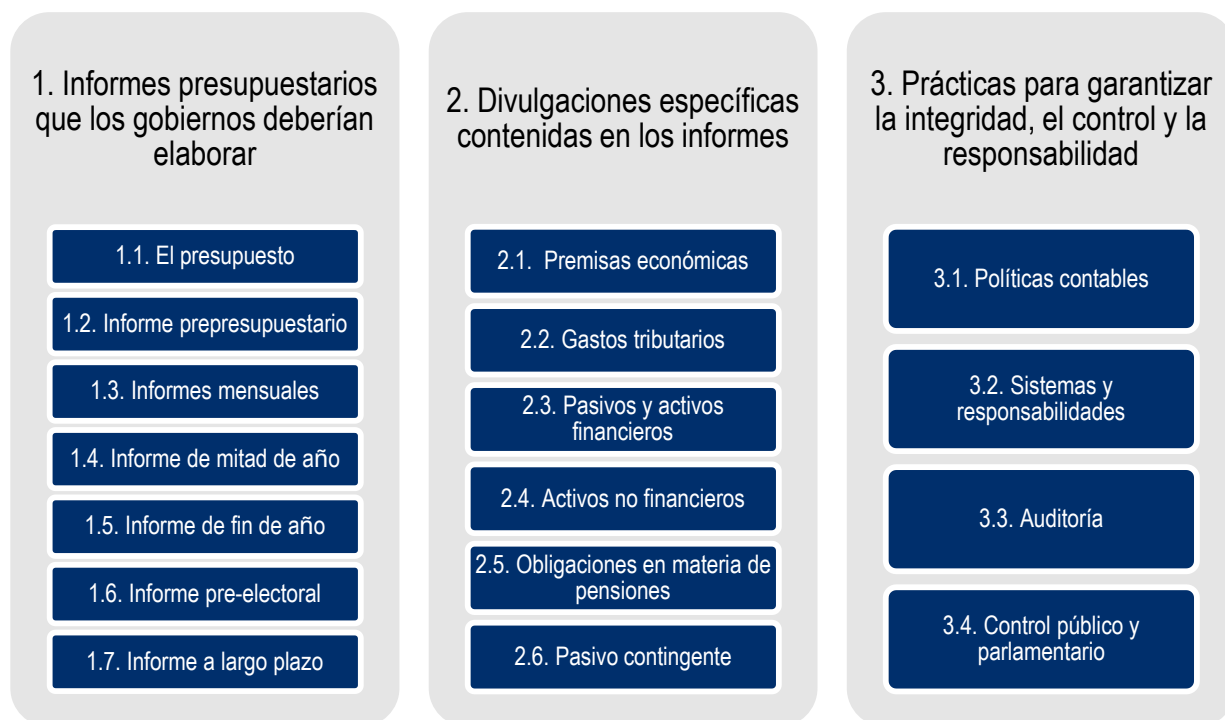 1. Informes presupuestarios
que los gobiernos deberían
elaborar
1.1. El presupuesto
1.2. Informe prepresupuestario
1.3. Informes mensuales
1.4. Informe de mitad de año
1.5. Informe de fin de año
1.6. Informe pre-electoral
1.7. Informe a largo plazo
2. Divulgaciones específicas
contenidas en los informes
2.1. Premisas económicas
2.2. Gastos tributarios
2.3. Pasivos y activos
financieros
2.4. Activos no financieros
2.5. Obligaciones en materia de
pensiones
2.6. Pasivo contingente
3. Prácticas para garantizar
la integridad, el control y la
responsabilidad
3.1. Políticas contables
3.2. Sistemas y
responsabilidades
3.3. Auditoría
3.4. Control público y
parlamentario